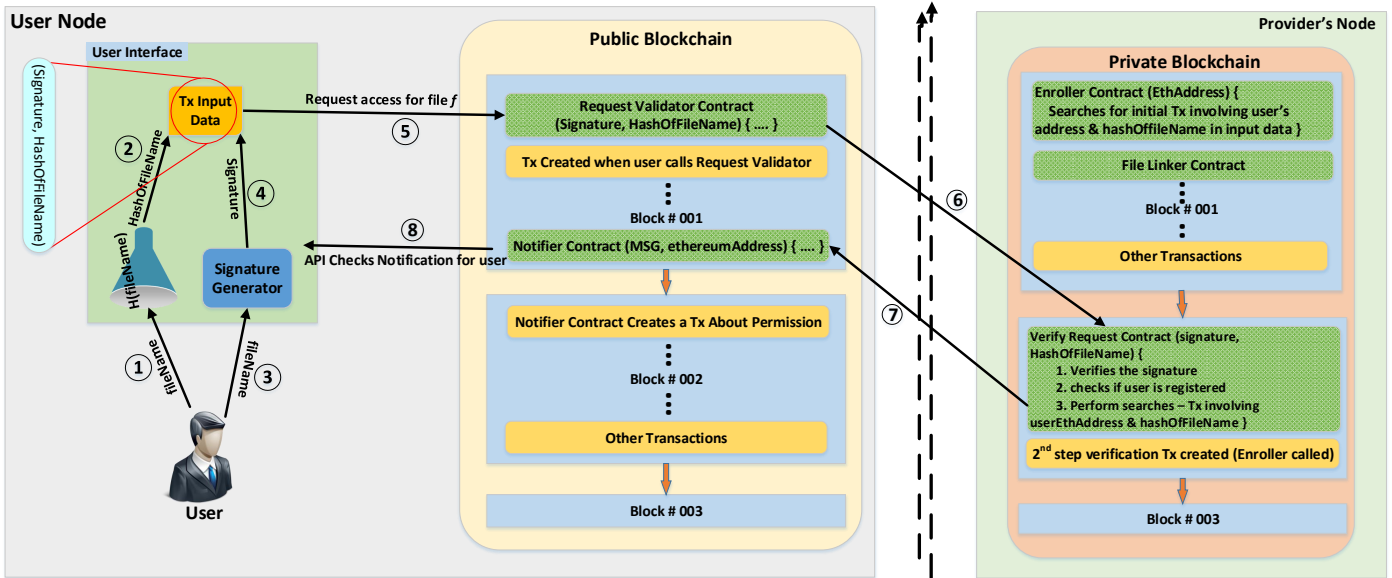 User Node
User Interface
(Signature, HashOfFileName)
Tx Input
Data
2
HashOfFileName
4
Signature
H(fileName)
Signature
Generator
1
fileName
3
fileName
User
Request access for file f
5
8
API Checks Notification for user
Public Blockchain
Request Validator Contract
(Signature, HashOfFileName) { .... }
Tx Created when user calls Request Validator
Block # 001
Notifier Contract (MSG, ethereumAddress) { .... }
Notifier Contract Creates a Tx About Permission
Block # 002
Other Transactions
Block # 003
6
7
Provider's Node
Private Blockchain
Enroller Contract (EthAddress) {
Searches for initial Tx involving user's
address & hashOffileName in input data }
File Linker Contract
Block # 001
Other Transactions
Verify Request Contract (signature,
HashOfFileName) {
1. Verifies the signature
2. checks if user is registered
3. Perform searches – Tx involving
userEthAddress & hashOfFileName }
2nd step verification Tx created (Enroller called)
Block # 003